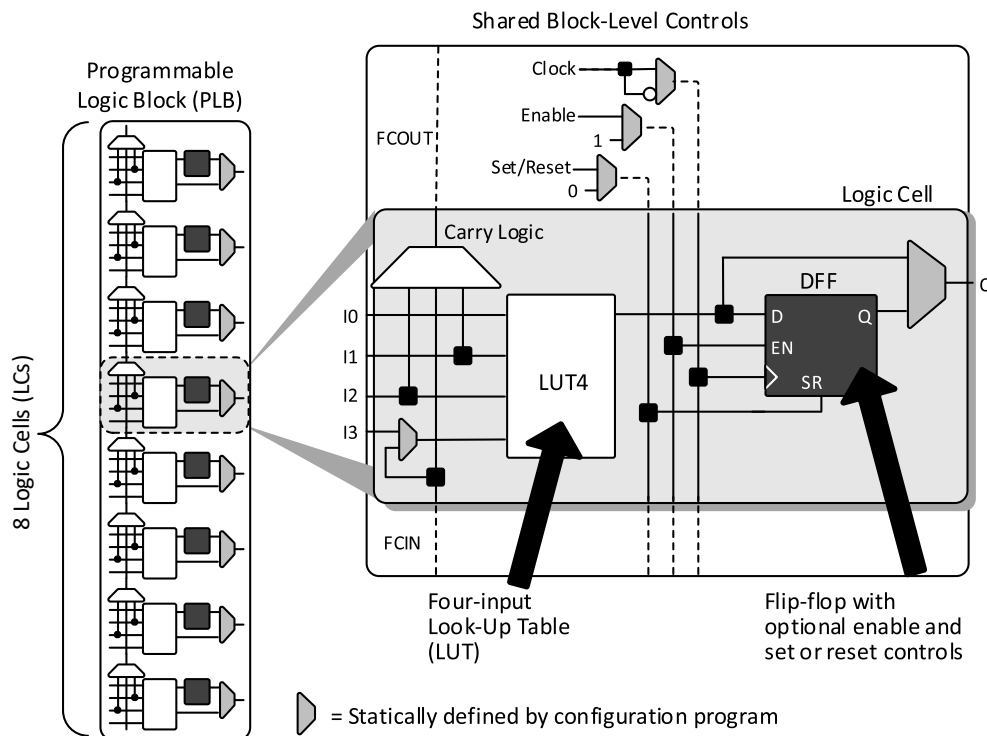 Shared Block-Level Controls
Programmable
Logic Block (PLB)
8 Logic Cells (LCs)
Clock
Enable
1
Set/Reset
0
FCOUT
Logic Cell
Carry Logic
I0
I1
I2
I3
LUT4
DFF
D
Q
EN
SR
O
FCIN
Four-input
Look-Up Table
(LUT)
Flip-flop with
optional enable and
set or reset controls
= Statically defined by configuration program